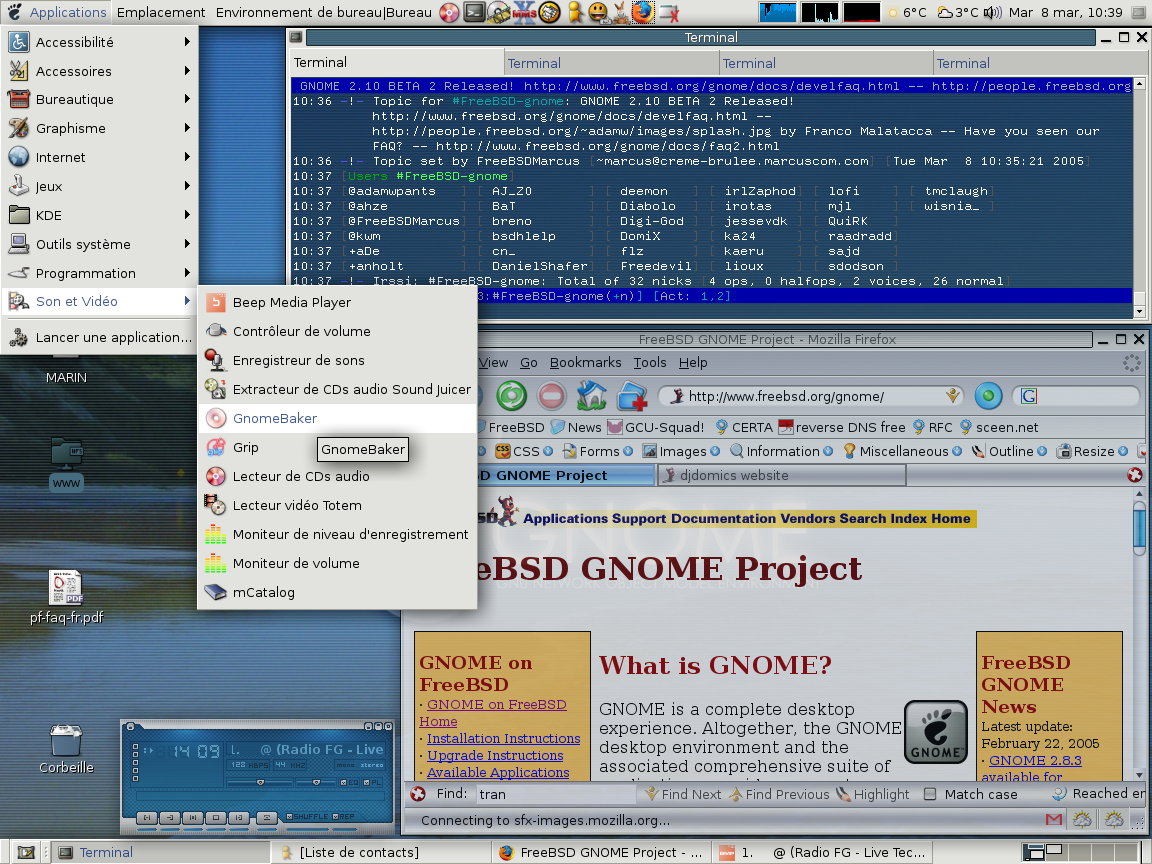 Applications Emplacement Environnement de bureau|Bureau 6°C 3°C Mar 8 mar, 10:39
Accessibilité
Accessoires
Bureautique
Graphisme
Internet
Jeux
KDE
Outils système
Programmation
Son et Vidéo
Lancer une application...
Beep Media Player
Contrôleur de volume
Enregistreur de sons
Extracteur de CDs audio Sound Juicer
GnomeBaker
Grip
GnomeBaker
Lecteur de CDs audio
Lecteur vidéo Totem
Moniteur de niveau d'enregistrement
Moniteur de volume
mCatalog
Terminal
Terminal Terminal Terminal Terminal
GNOME 2.10 BETA 2 Released! http://www.freebsd.org/gnome/docs/develfaq.html -- http://people.freebsd.org
10:36 -!- Topic for #FreeBSD-gnome: GNOME 2.10 BETA 2 Released!
http://www.freebsd.org/gnome/docs/develfaq.html --
http://people.freebsd.org/~adamw/images/splash.jpg by Franco Malatacca -- Have you seen our
FAQ? -- http://www.freebsd.org/gnome/docs/faq2.html
10:36 -!- Topic set by FreeBSDMarcus [~marcus@creme-brulee.marcuscom.com] [Tue Mar  8 10:35:21 2005]
10:37 [Users #FreeBSD-gnome]
10:37 [@adamwpants   ] [ AJ_Z0        ] [ deemon   ] [ irlZaphod] [ lofi    ] [ tmclaugh]
10:37 [@ahze         ] [ BaT          ] [ Diabolo  ] [ irotas   ] [ mjl     ] [ wisnia_ ]
10:37 [@FreeBSDMarcus] [ breno        ] [ Digi-God ] [ jessevdk ] [ QuiRK   ]
10:37 [@kwm          ] [ bsdhlelp     ] [ DomiX    ] [ ka24     ] [ raadradd]
10:37 [+aDe          ] [ cn_          ] [ flz      ] [ kaeru    ] [ sajd    ]
10:37 [+anholt       ] [ DanielShafer ] [ Freedevil] [ lioux    ] [ sdodson ]
10:37 -!- Irssi: #FreeBSD-gnome: Total of 32 nicks [4 ops, 0 halfops, 2 voices, 26 normal]
3:#FreeBSD-gnome(+n)] [Act: 1,2]
FreeBSD GNOME Project - Mozilla Firefox
View Go Bookmarks Tools Help
http://www.freebsd.org/gnome/
FreeBSD News GCU-Squad! CERTA reverse DNS free RFC sceen.net
CSS Forms Images Information Miscellaneous Outline Resize
SD GNOME Project djdomics website
Applications Support Documentation Vendors Search Index Home
eBSD GNOME Project
GNOME on
FreeBSD
· GNOME on FreeBSD
Home
· Installation Instructions
· Upgrade Instructions
· Available Applications
What is GNOME?
GNOME is a complete desktop
experience. Altogether, the GNOME
desktop environment and the
associated comprehensive suite of
GNOME
FreeBSD
GNOME
News
Latest update:
February 22, 2005
· GNOME 2.8.3
available for
Find: tran Find Next Find Previous Highlight Match case Reached en
Connecting to sfx-images.mozilla.org...
MARIN
www
PDF
pf-faq-fr.pdf
Corbeille
14 09 1. @ (Radio FG - Live
128 KBPS 44 KHZ mono stereo
EQ PL
SHUFFLE REP
Terminal [Liste de contacts] FreeBSD GNOME Project - ... 1. @ (Radio FG - Live Tec...